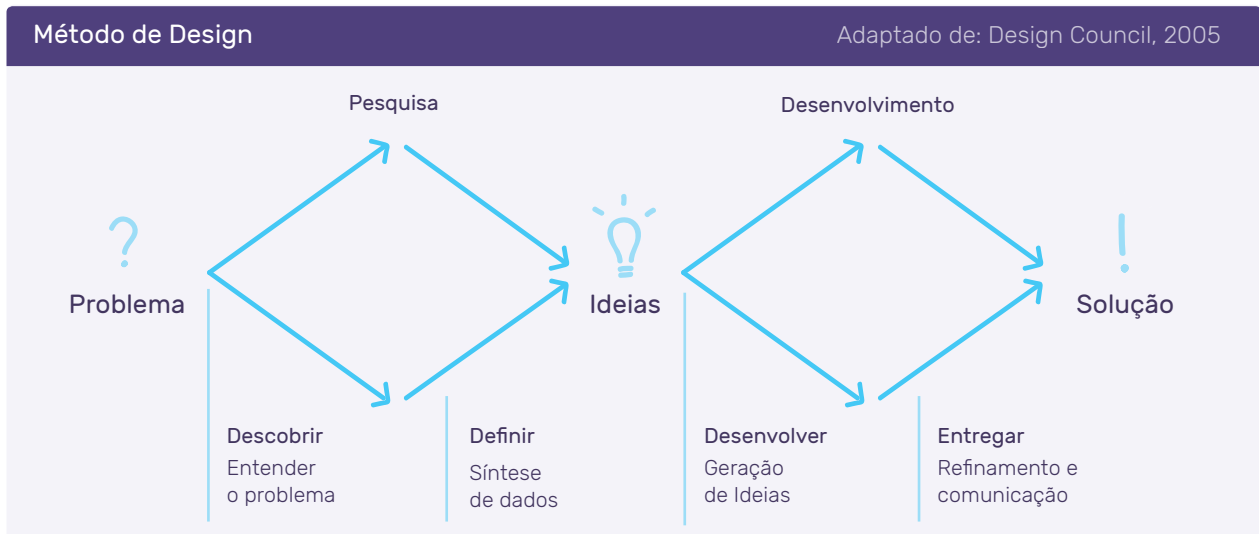 Método de Design
Adaptado de: Design Council, 2005
Pesquisa
Desenvolvimento
?
!
Problema
Ideias
Solução
Descobrir
Entender
o problema
Definir
Síntese
de dados
Desenvolver
Geração
de Ideias
Entregar
Refinamento e
comunicação